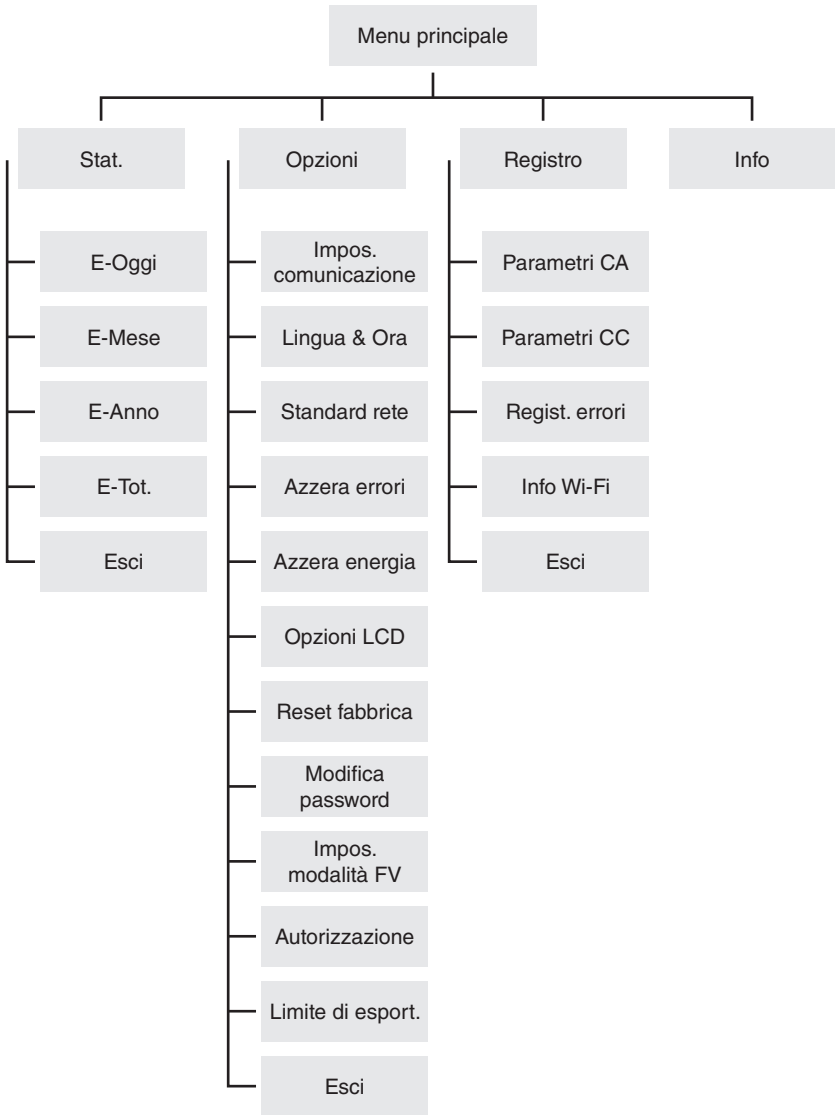 Menu principale
Stat.
Opzioni
Registro
Info
E-Oggi
E-Mese
E-Anno
E-Tot.
Esci
Impos.
comunicazione
Lingua & Ora
Standard rete
Azzera errori
Azzera energia
Opzioni LCD
Reset fabbrica
Modifica
password
Impos.
modalità FV
Autorizzazione
Limite di esport.
Esci
Parametri CA
Parametri CC
Regist. errori
Info Wi-Fi
Esci